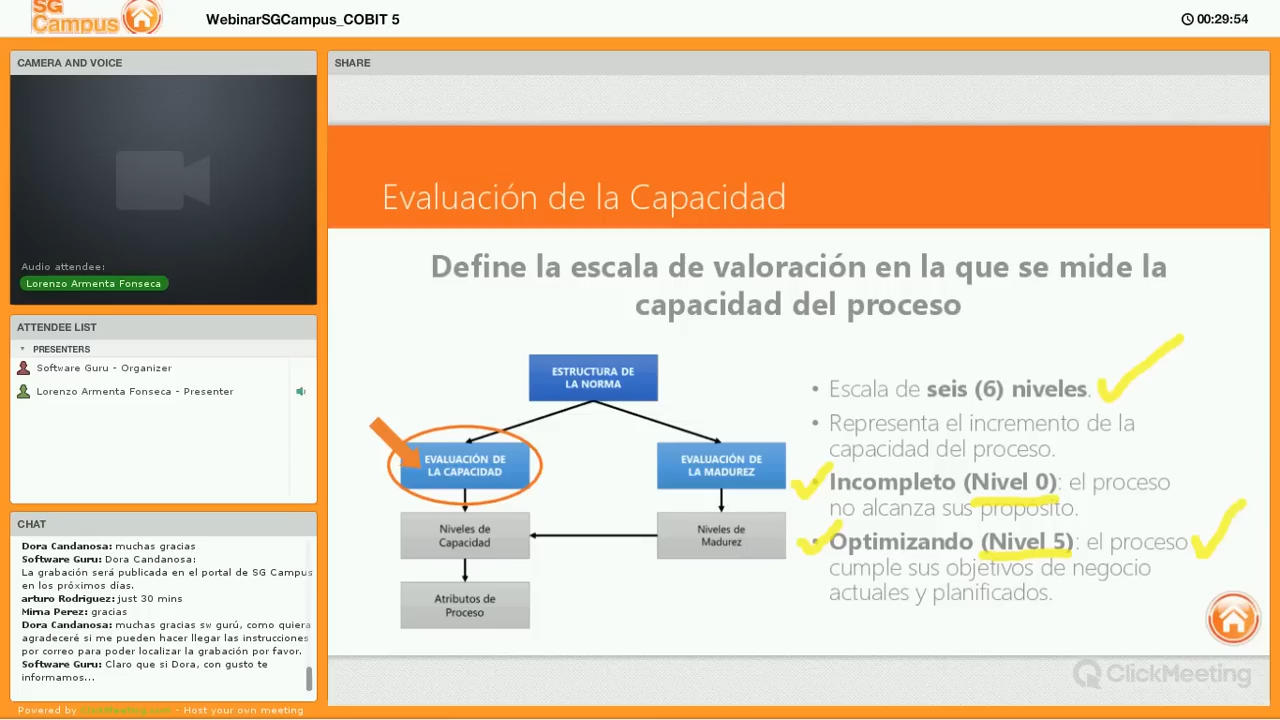 SG
Campus
WebinarSGCampus_COBIT 5
00:29:54
CAMERA AND VOICE
Audio attendee:
Lorenzo Armenta Fonseca
ATTENDEE LIST
PRESENTERS
Software Guru - Organizer
Lorenzo Armenta Fonseca - Presenter
CHAT
Dora Candanosa: muchas gracias
Software Guru: Dora Candanosa:
La grabación será publicada en el portal de SG Campus
en los próximos días.
arturo Rodriguez: just 30 mins
Mirna Perez: gracias
Dora Candanosa: muchas gracias sw gurú, como quiera
agradeceré si me pueden hacer llegar las instrucciones
por correo para poder localizar la grabación por favor.
Software Guru: Claro que si Dora, con gusto te
informamos...
Powered by ClickMeeting.com - Host your own meeting
SHARE
Evaluación de la Capacidad
Define la escala de valoración en la que se mide la
capacidad del proceso
ESTRUCTURA DE
LA NORMA
EVALUACIÓN DE
LA CAPACIDAD
EVALUACIÓN DE
LA MADUREZ
Niveles de
Capacidad
Niveles de
Madurez
Atributos de
Proceso
• Escala de seis (6) niveles.
• Representa el incremento de la
capacidad del proceso.
• Incompleto (Nivel 0): el proceso
no alcanza sus propósito.
• Optimizando (Nivel 5): el proceso
cumple sus objetivos de negocio
actuales y planificados.
ClickMeeting